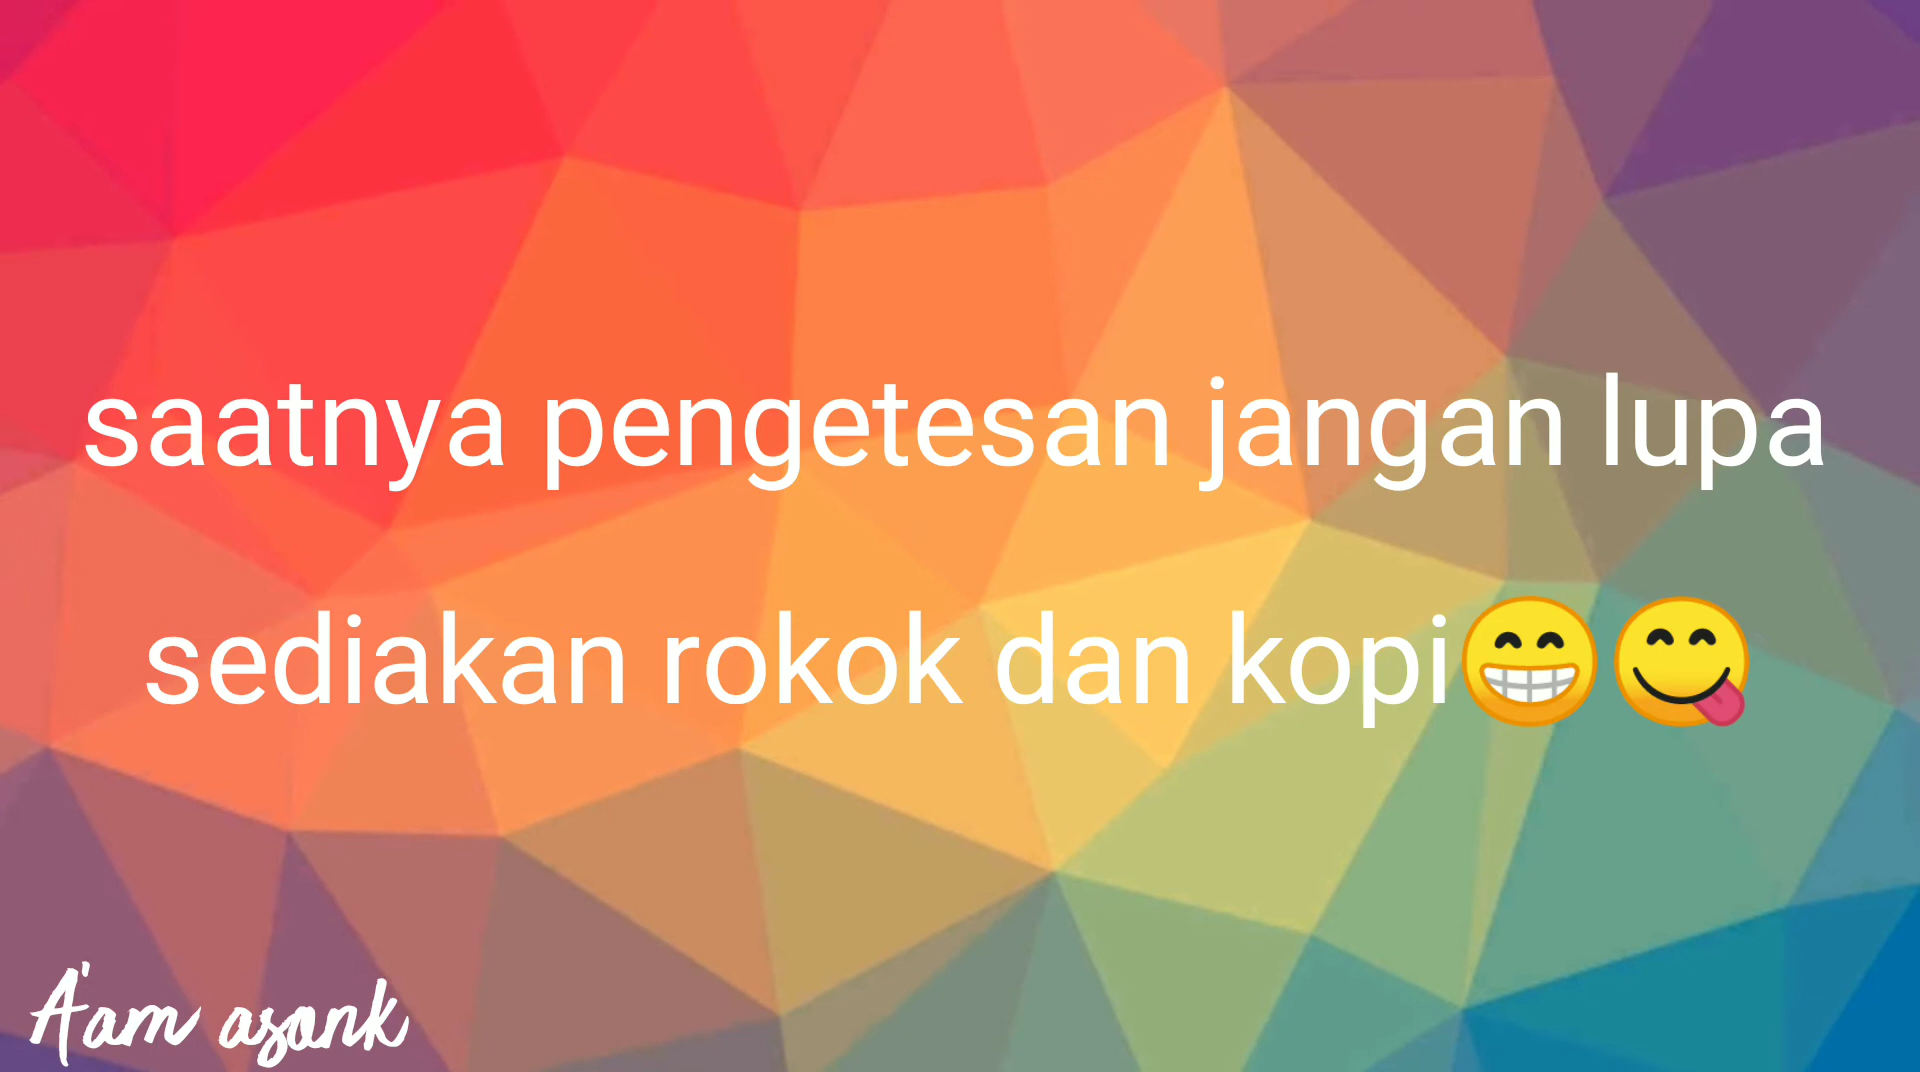 saatnya pengetesan jangan lupa
sediakan rokok dan kopi😁😋
A'am asank